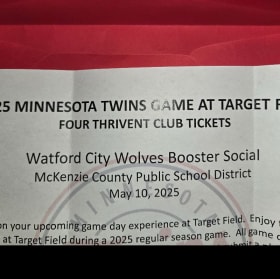 25 MINNESOTA TWINS GAME AT TARGET F
FOUR THRIVENT CLUB TICKETS
Watford City Wolves Booster Social
McKenzie County Public School District
May 10, 2025
MINNESOTA
on your upcoming game day experience at Target Field. Enjoy
at Target Field during a 2025 regular season game. All game